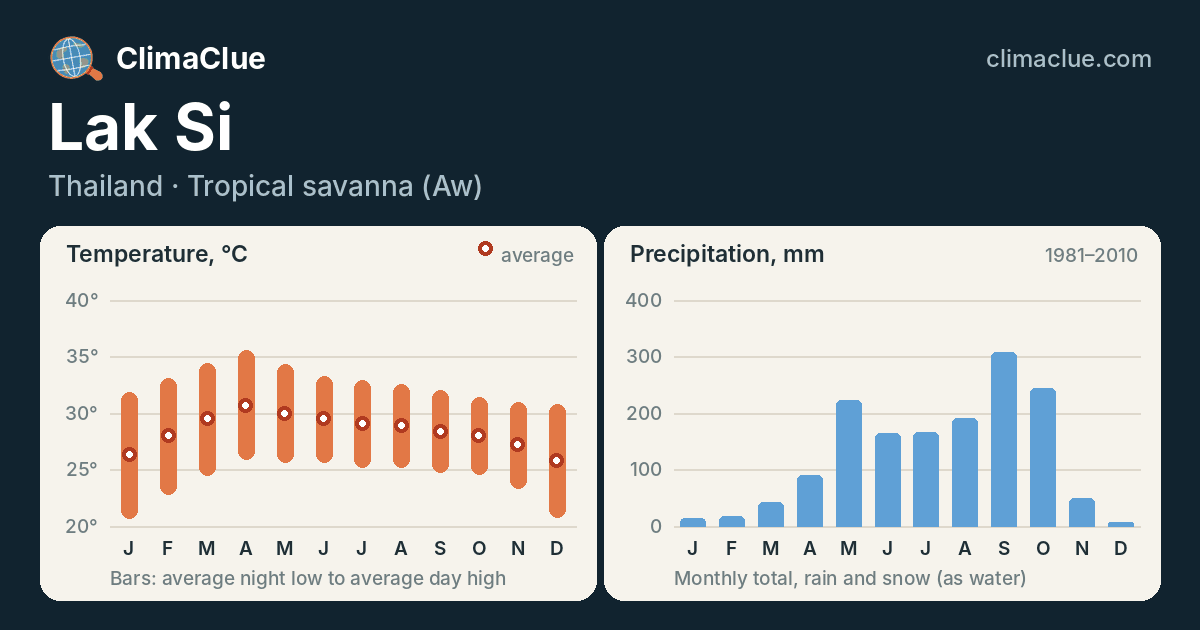 ClimaClue
climaclue.com
Lak Si
Thailand · Tropical savanna (Aw)
Temperature, °C
average
40°
35°
30°
25°
20°
J F M A M J J A S O N D
Bars: average night low to average day high
Precipitation, mm
1981–2010
400
300
200
100
0
J F M A M J J A S O N D
Monthly total, rain and snow (as water)